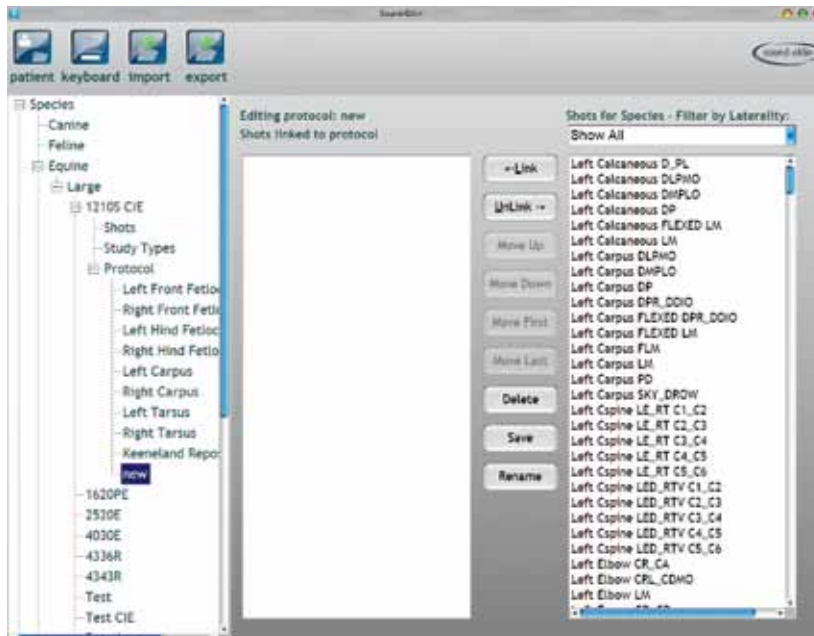 SoundEklin
patient keyboard import export
sound-eklin
Species
Canine
Feline
Equine
Large
1210S CIE
Shots
Study Types
Protocol
Left Front Fetlo
Right Front Fetlo
Left Hind Fetloc
Right Hind Fetlo
Left Carpus
Right Carpus
Left Tarsus
Right Tarsus
Keeneland Repo
new
1620PE
2520E
4030E
4336R
4343R
Test
Test CIE
Editing protocol: new
Shots linked to protocol
<-Link
UnLink ->
Move Up
Move Down
Move First
Move Last
Delete
Save
Rename
Shots for Species - Filter by Laterality:
Show All
Left Calcaneous D_PL
Left Calcaneous DLPMO
Left Calcaneous DMPLO
Left Calcaneous DP
Left Calcaneous FLEXED LM
Left Calcaneous LM
Left Carpus DLPMO
Left Carpus DMPLO
Left Carpus DP
Left Carpus DPR_DDIO
Left Carpus FLEXED DPR_DDIO
Left Carpus FLEXED LM
Left Carpus FLM
Left Carpus LM
Left Carpus PD
Left Carpus SKY_DROW
Left Cspine LE_RT C1_C2
Left Cspine LE_RT C2_C3
Left Cspine LE_RT C3_C4
Left Cspine LE_RT C4_C5
Left Cspine LE_RT C5_C6
Left Cspine LED_RTV C1_C2
Left Cspine LED_RTV C2_C3
Left Cspine LED_RTV C3_C4
Left Cspine LED_RTV C4_C5
Left Cspine LED_RTV C5_C6
Left Elbow CR_CA
Left Elbow CRL_CDMO
Left Elbow LM